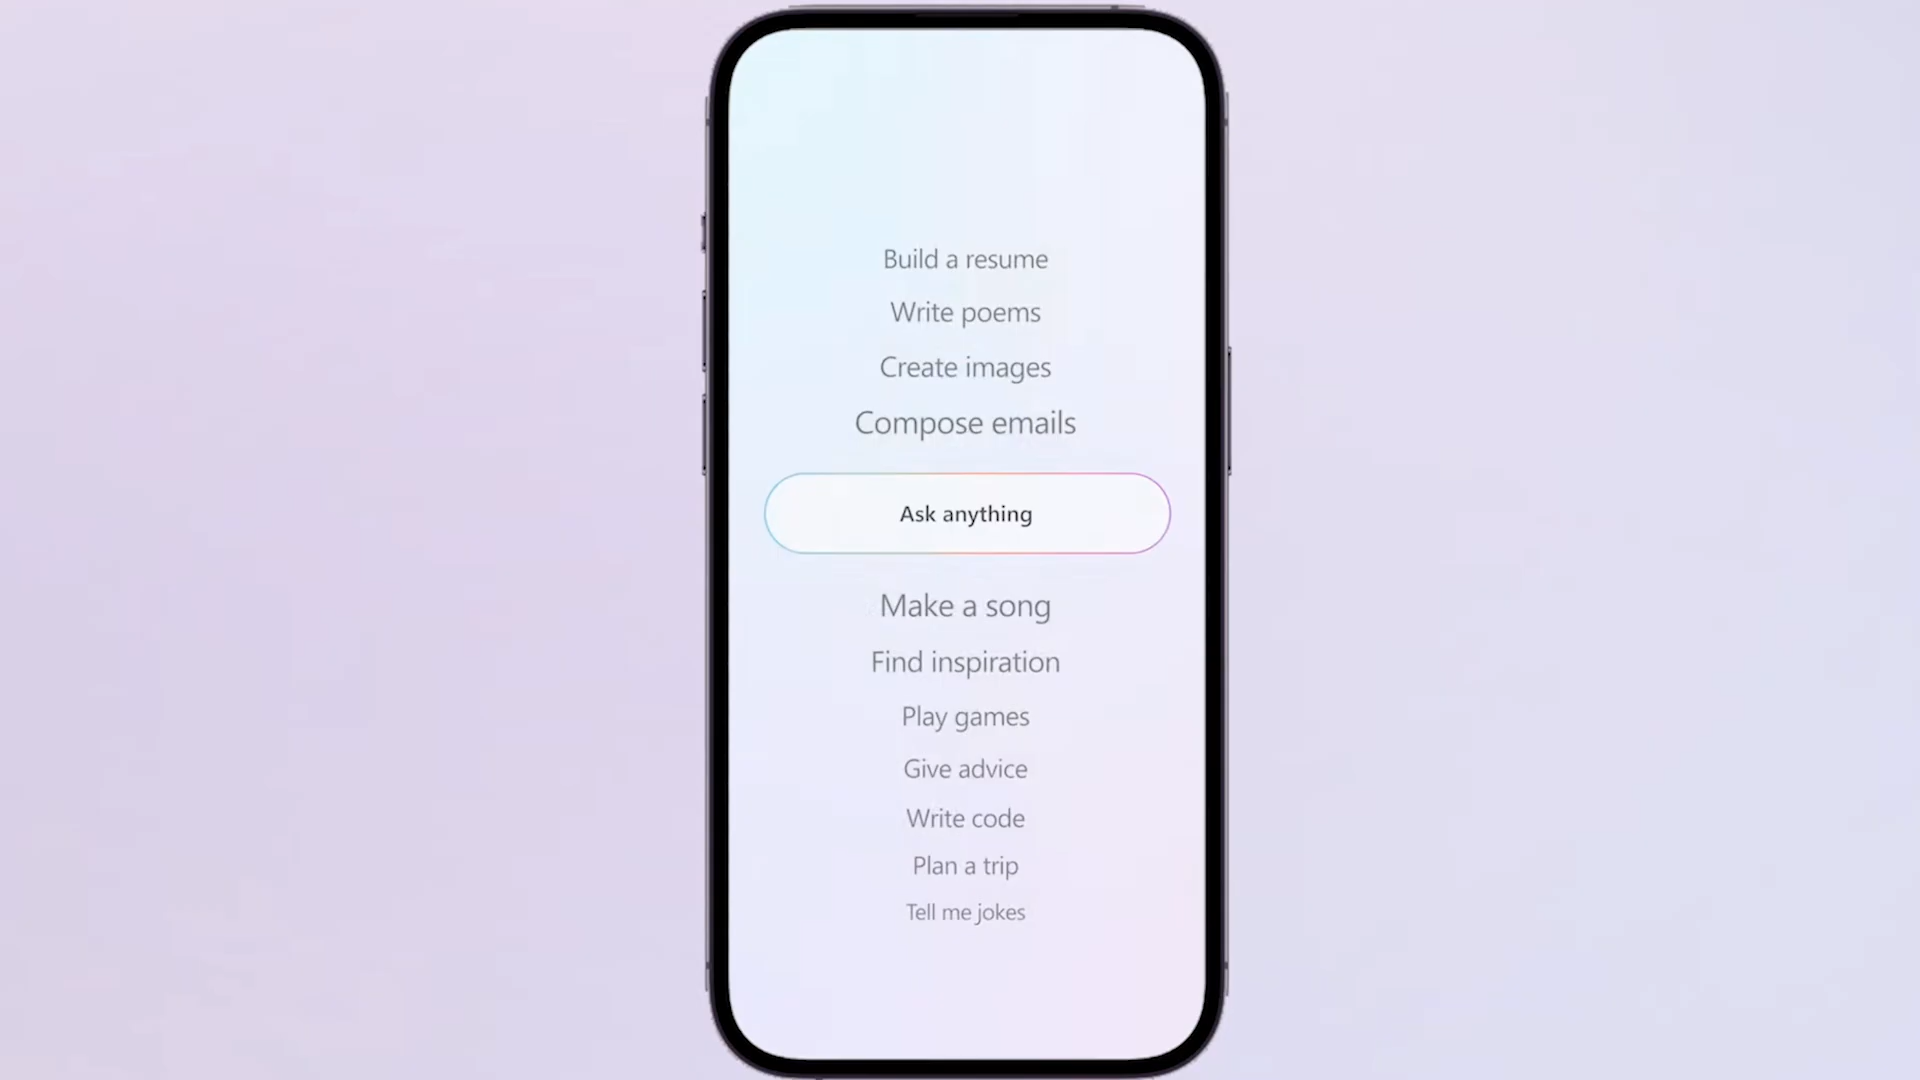 Build a resume
Write poems
Create images
Compose emails
Ask anything
Make a song
Find inspiration
Play games
Give advice
Write code
Plan a trip
Tell me jokes